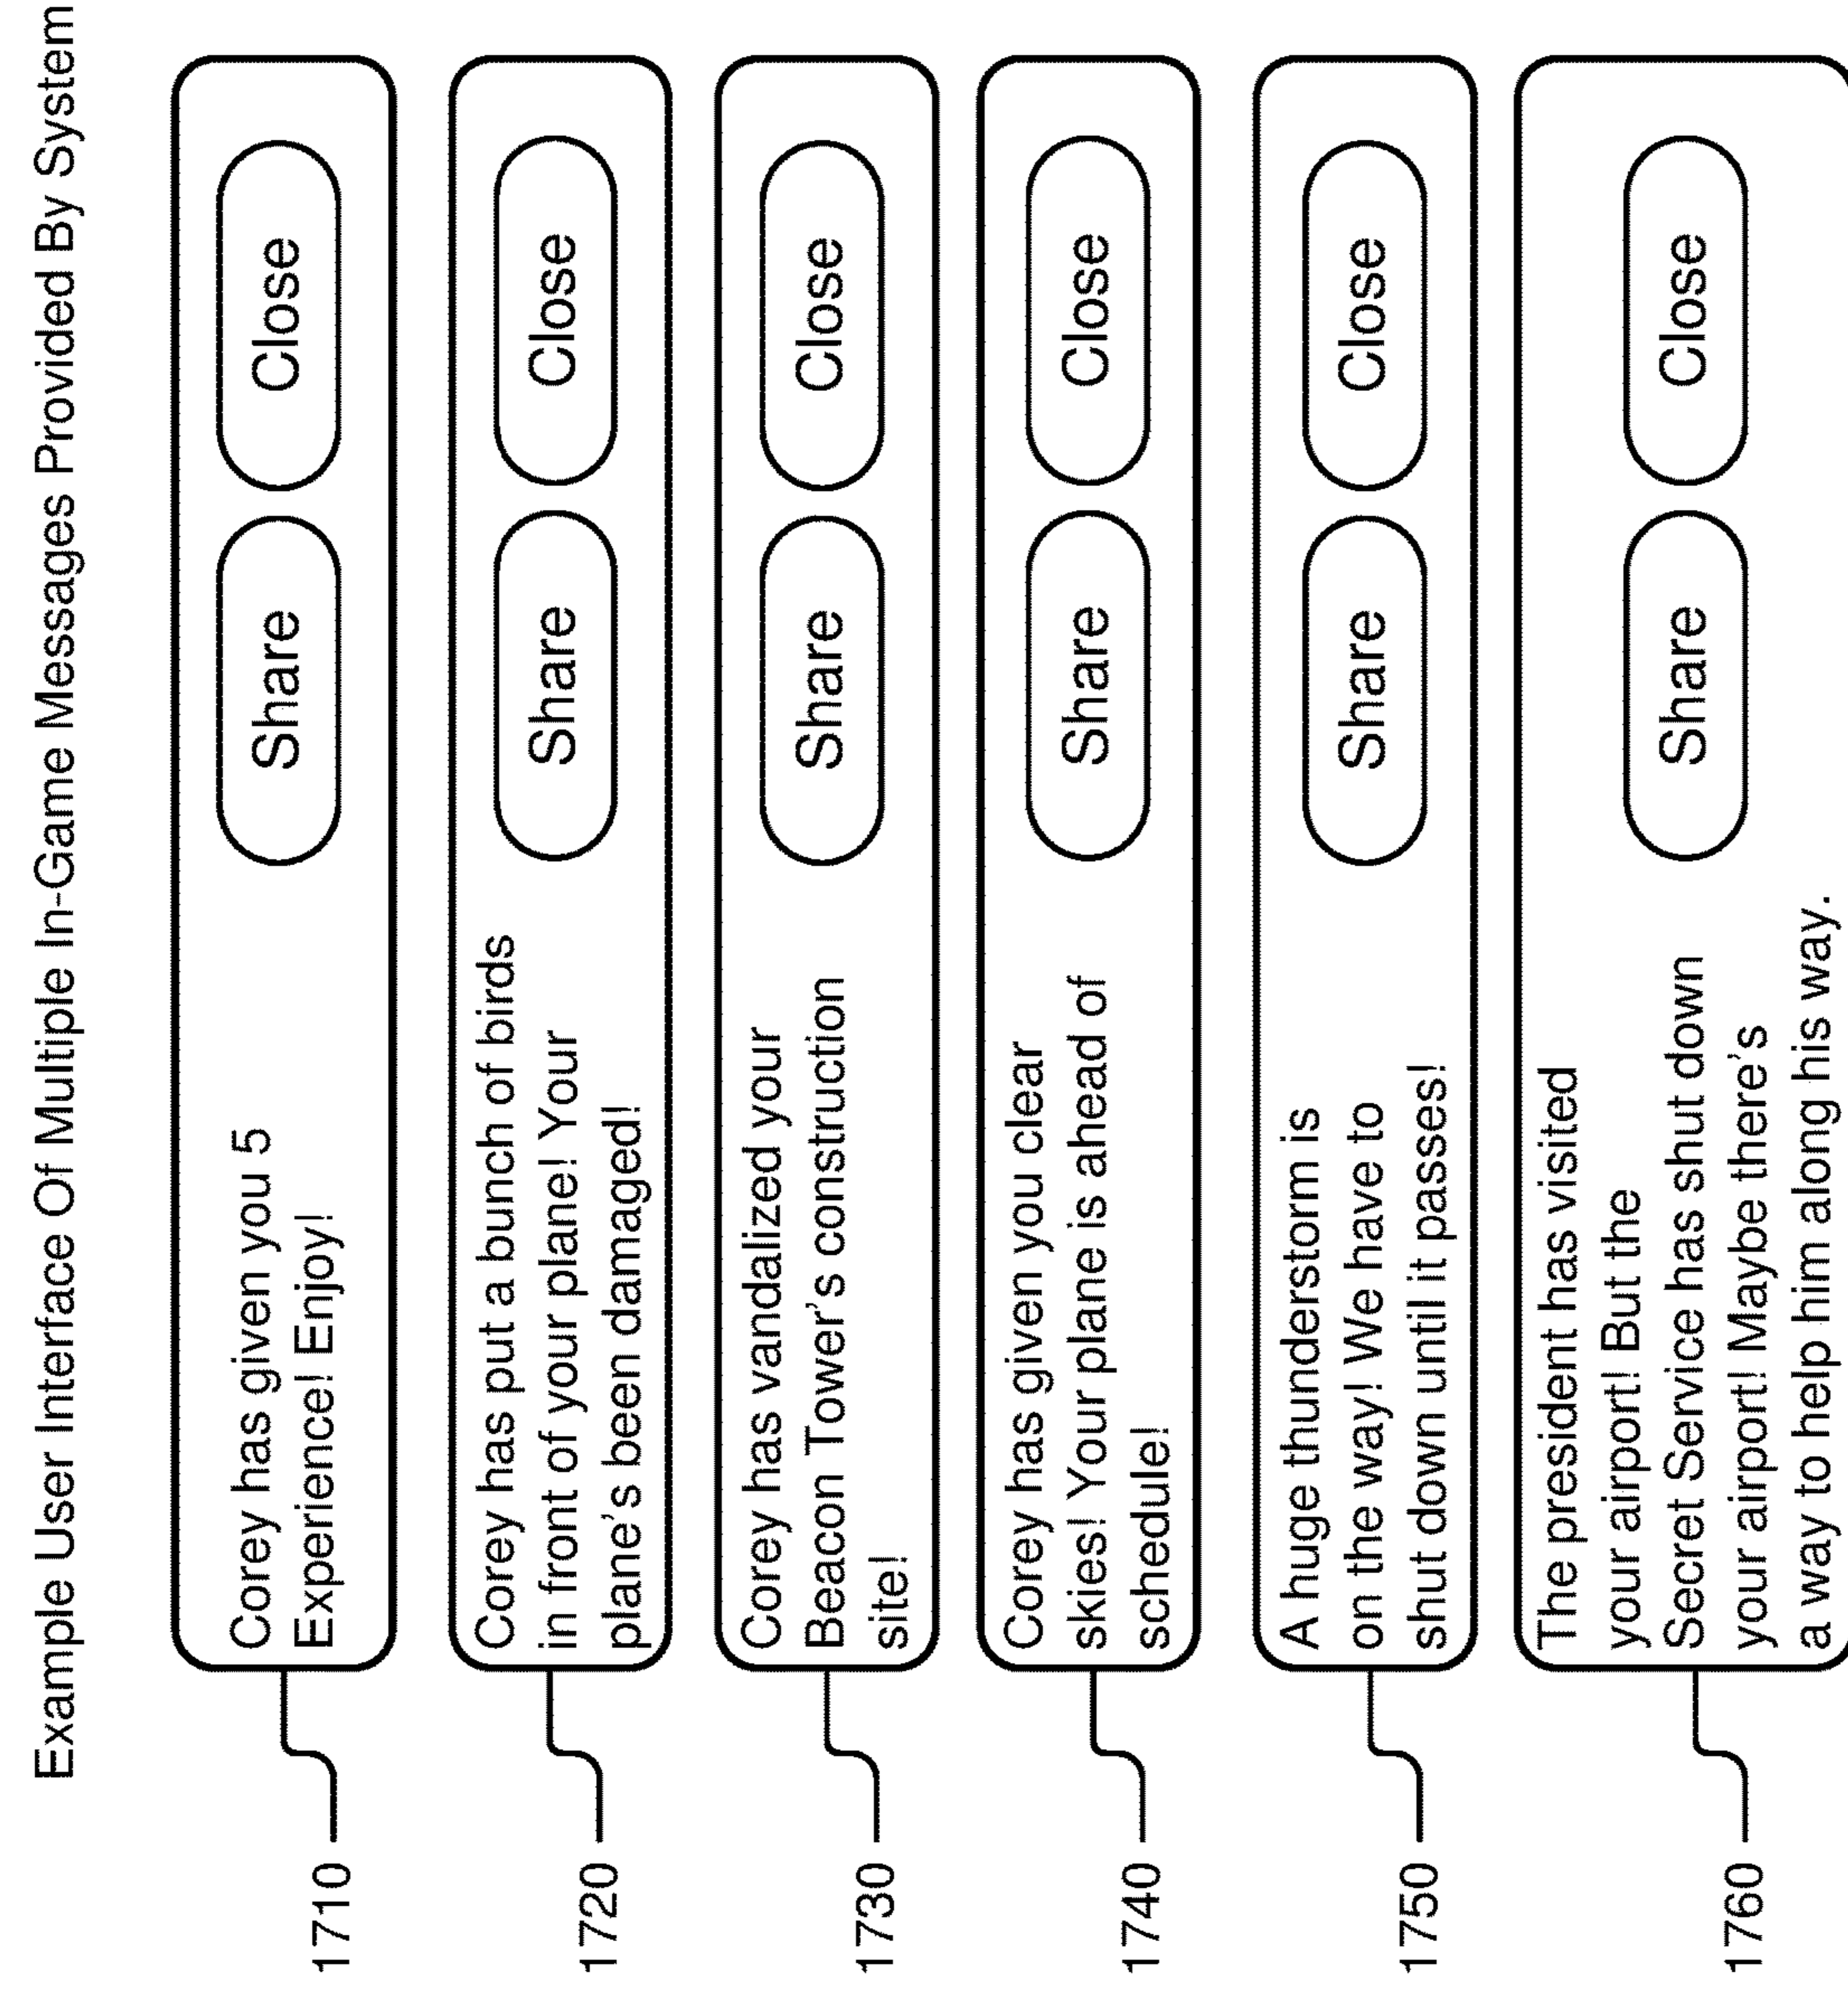 Example User Interface Of Multiple In-Game Messages Provided By System
1710
Corey has given you 5
Experience! Enjoy!
Share
Close
1720
Corey has put a bunch of birds
in front of your plane! Your
plane's been damaged!
Share
Close
1730
Corey has vandalized your
Beacon Tower's construction
site!
Share
Close
1740
Corey has given you clear
skies! Your plane is ahead of
schedule!
Share
Close
1750
A huge thunderstorm is
on the way! We have to
shut down until it passes!
Share
Close
1760
The president has visited
your airport! But the
Secret Service has shut down
your airport! Maybe there's
a way to help him along his way.
Share
Close